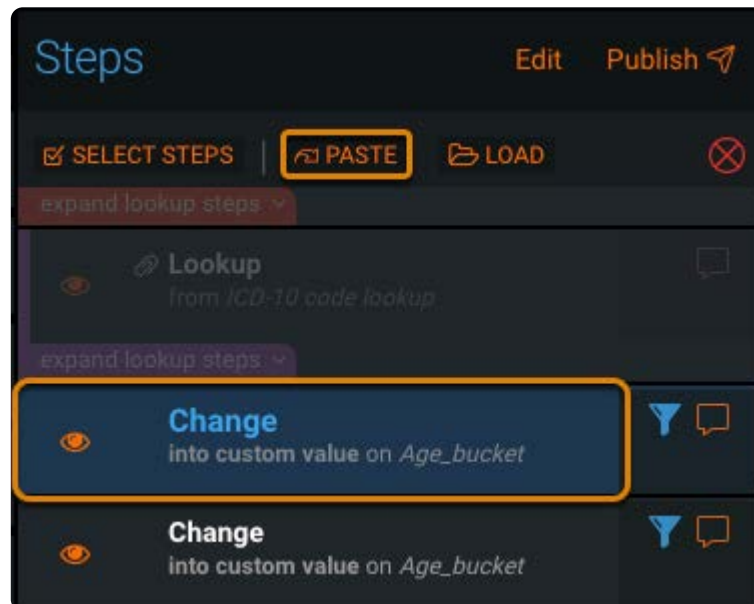 Steps
Edit
Publish
SELECT STEPS
PASTE
LOAD
expand lookup steps
Lookup
from ICD-10 code lookup
expand lookup steps
Change
into custom value on Age_bucket
Change
into custom value on Age_bucket